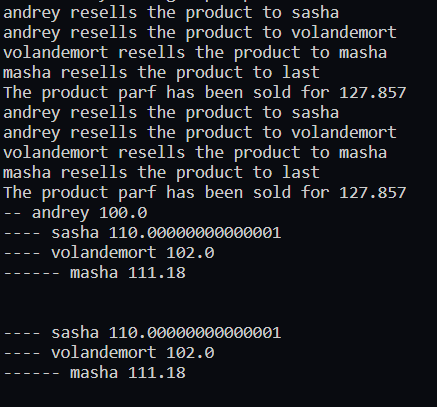 andrey resells the product to sasha
andrey resells the product to volandemort
volandemort resells the product to masha
masha resells the product to last
The product parf has been sold for 127.857
andrey resells the product to sasha
andrey resells the product to volandemort
volandemort resells the product to masha
masha resells the product to last
The product parf has been sold for 127.857
-- andrey 100.0
---- sasha 110.00000000000001
---- volandemort 102.0
------ masha 111.18
---- sasha 110.00000000000001
---- volandemort 102.0
------ masha 111.18